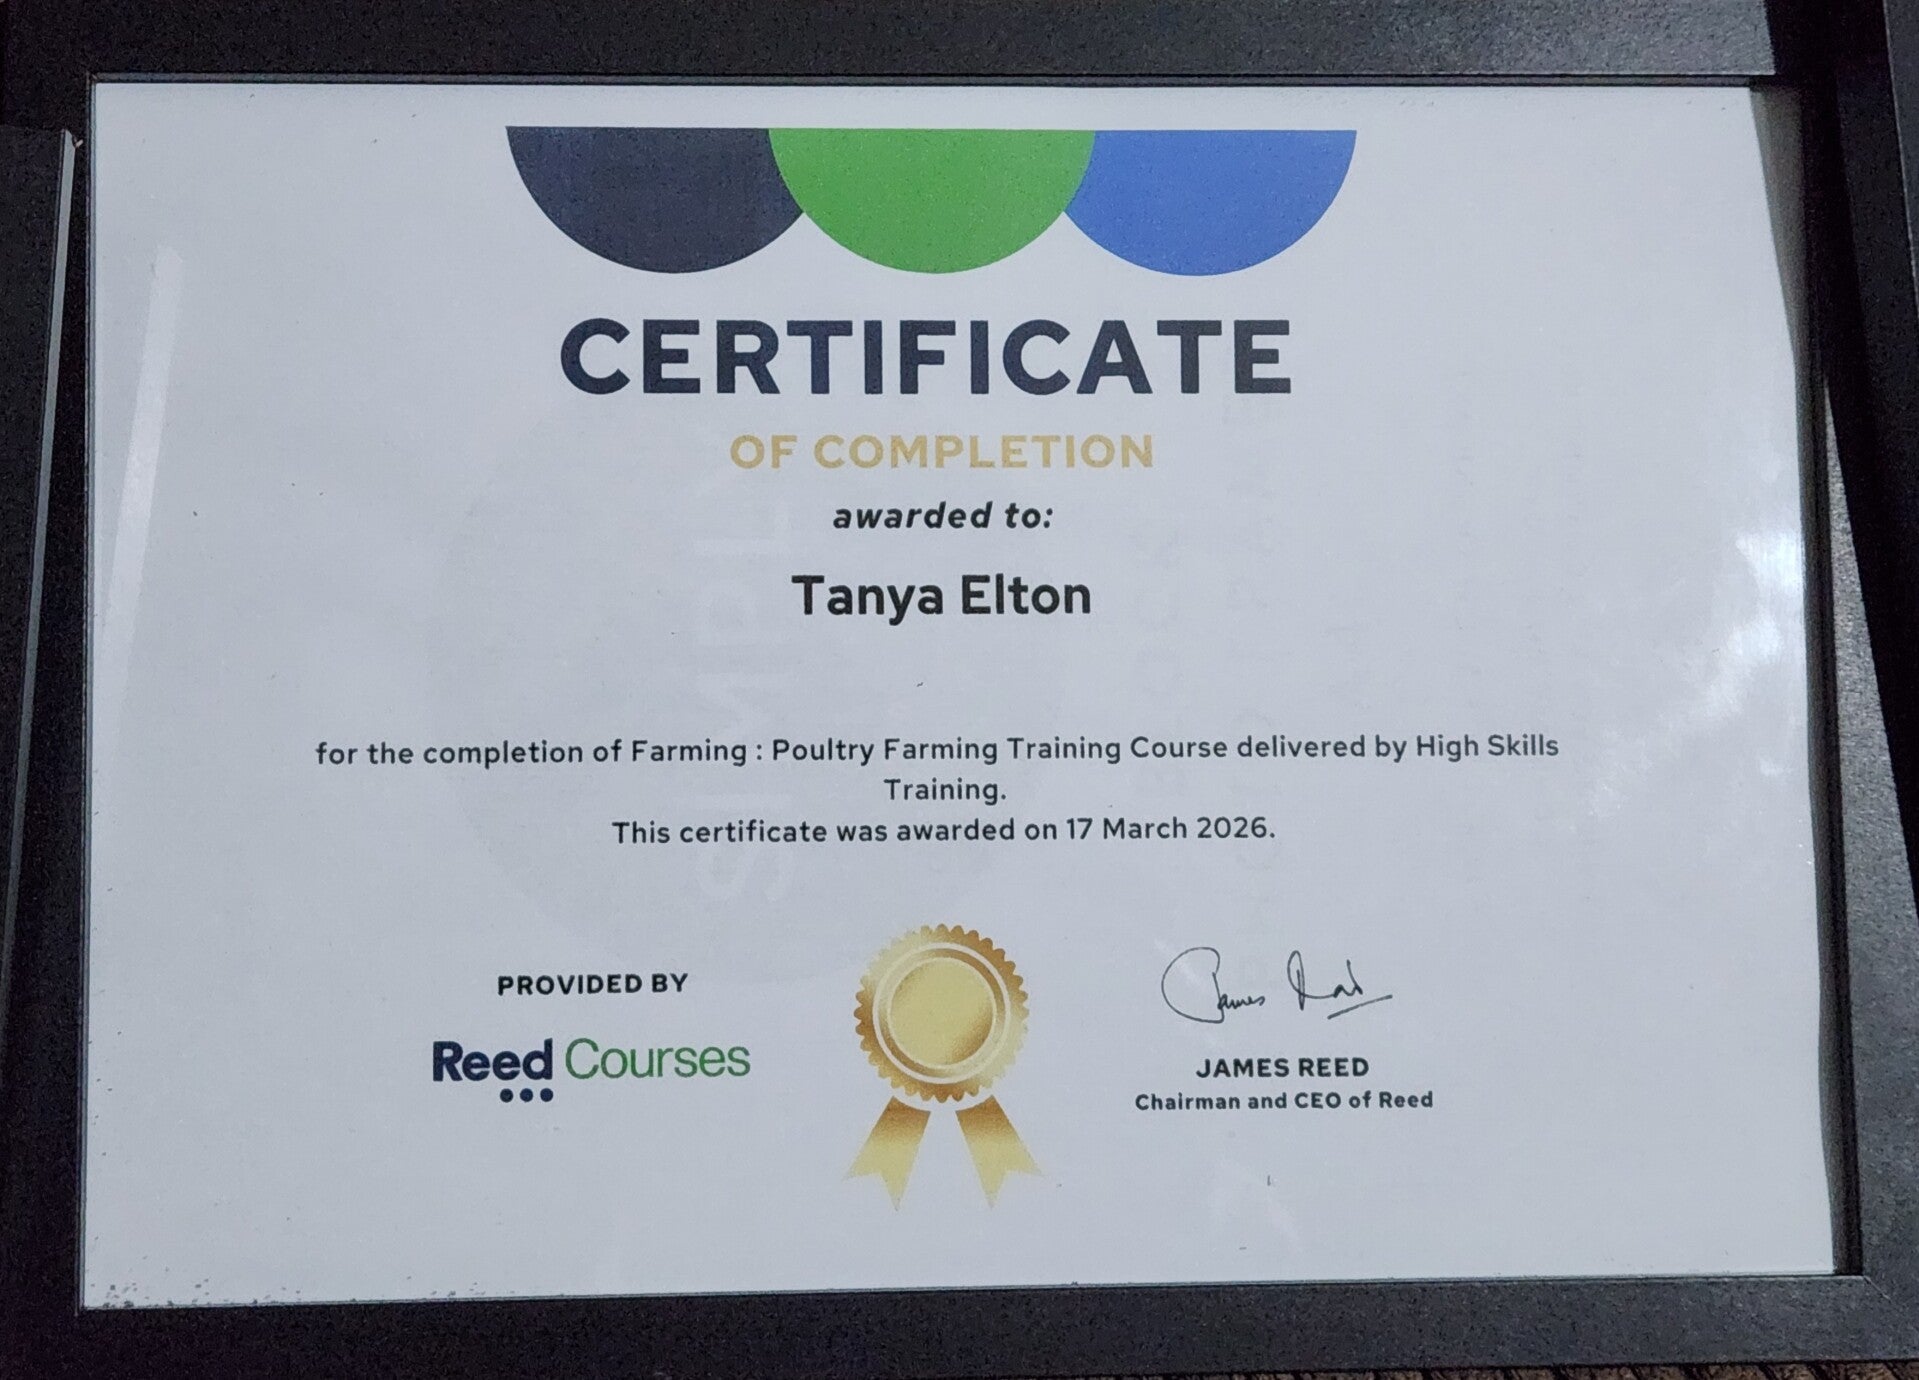 CERTIFICATE
OF COMPLETION
awarded to:
Tanya Elton
for the completion of Farming : Poultry Farming Training Course delivered by High Skills
Training.
This certificate was awarded on 17 March 2026.
PROVIDED BY
Reed Courses
James Reed
JAMES REED
Chairman and CEO of Reed